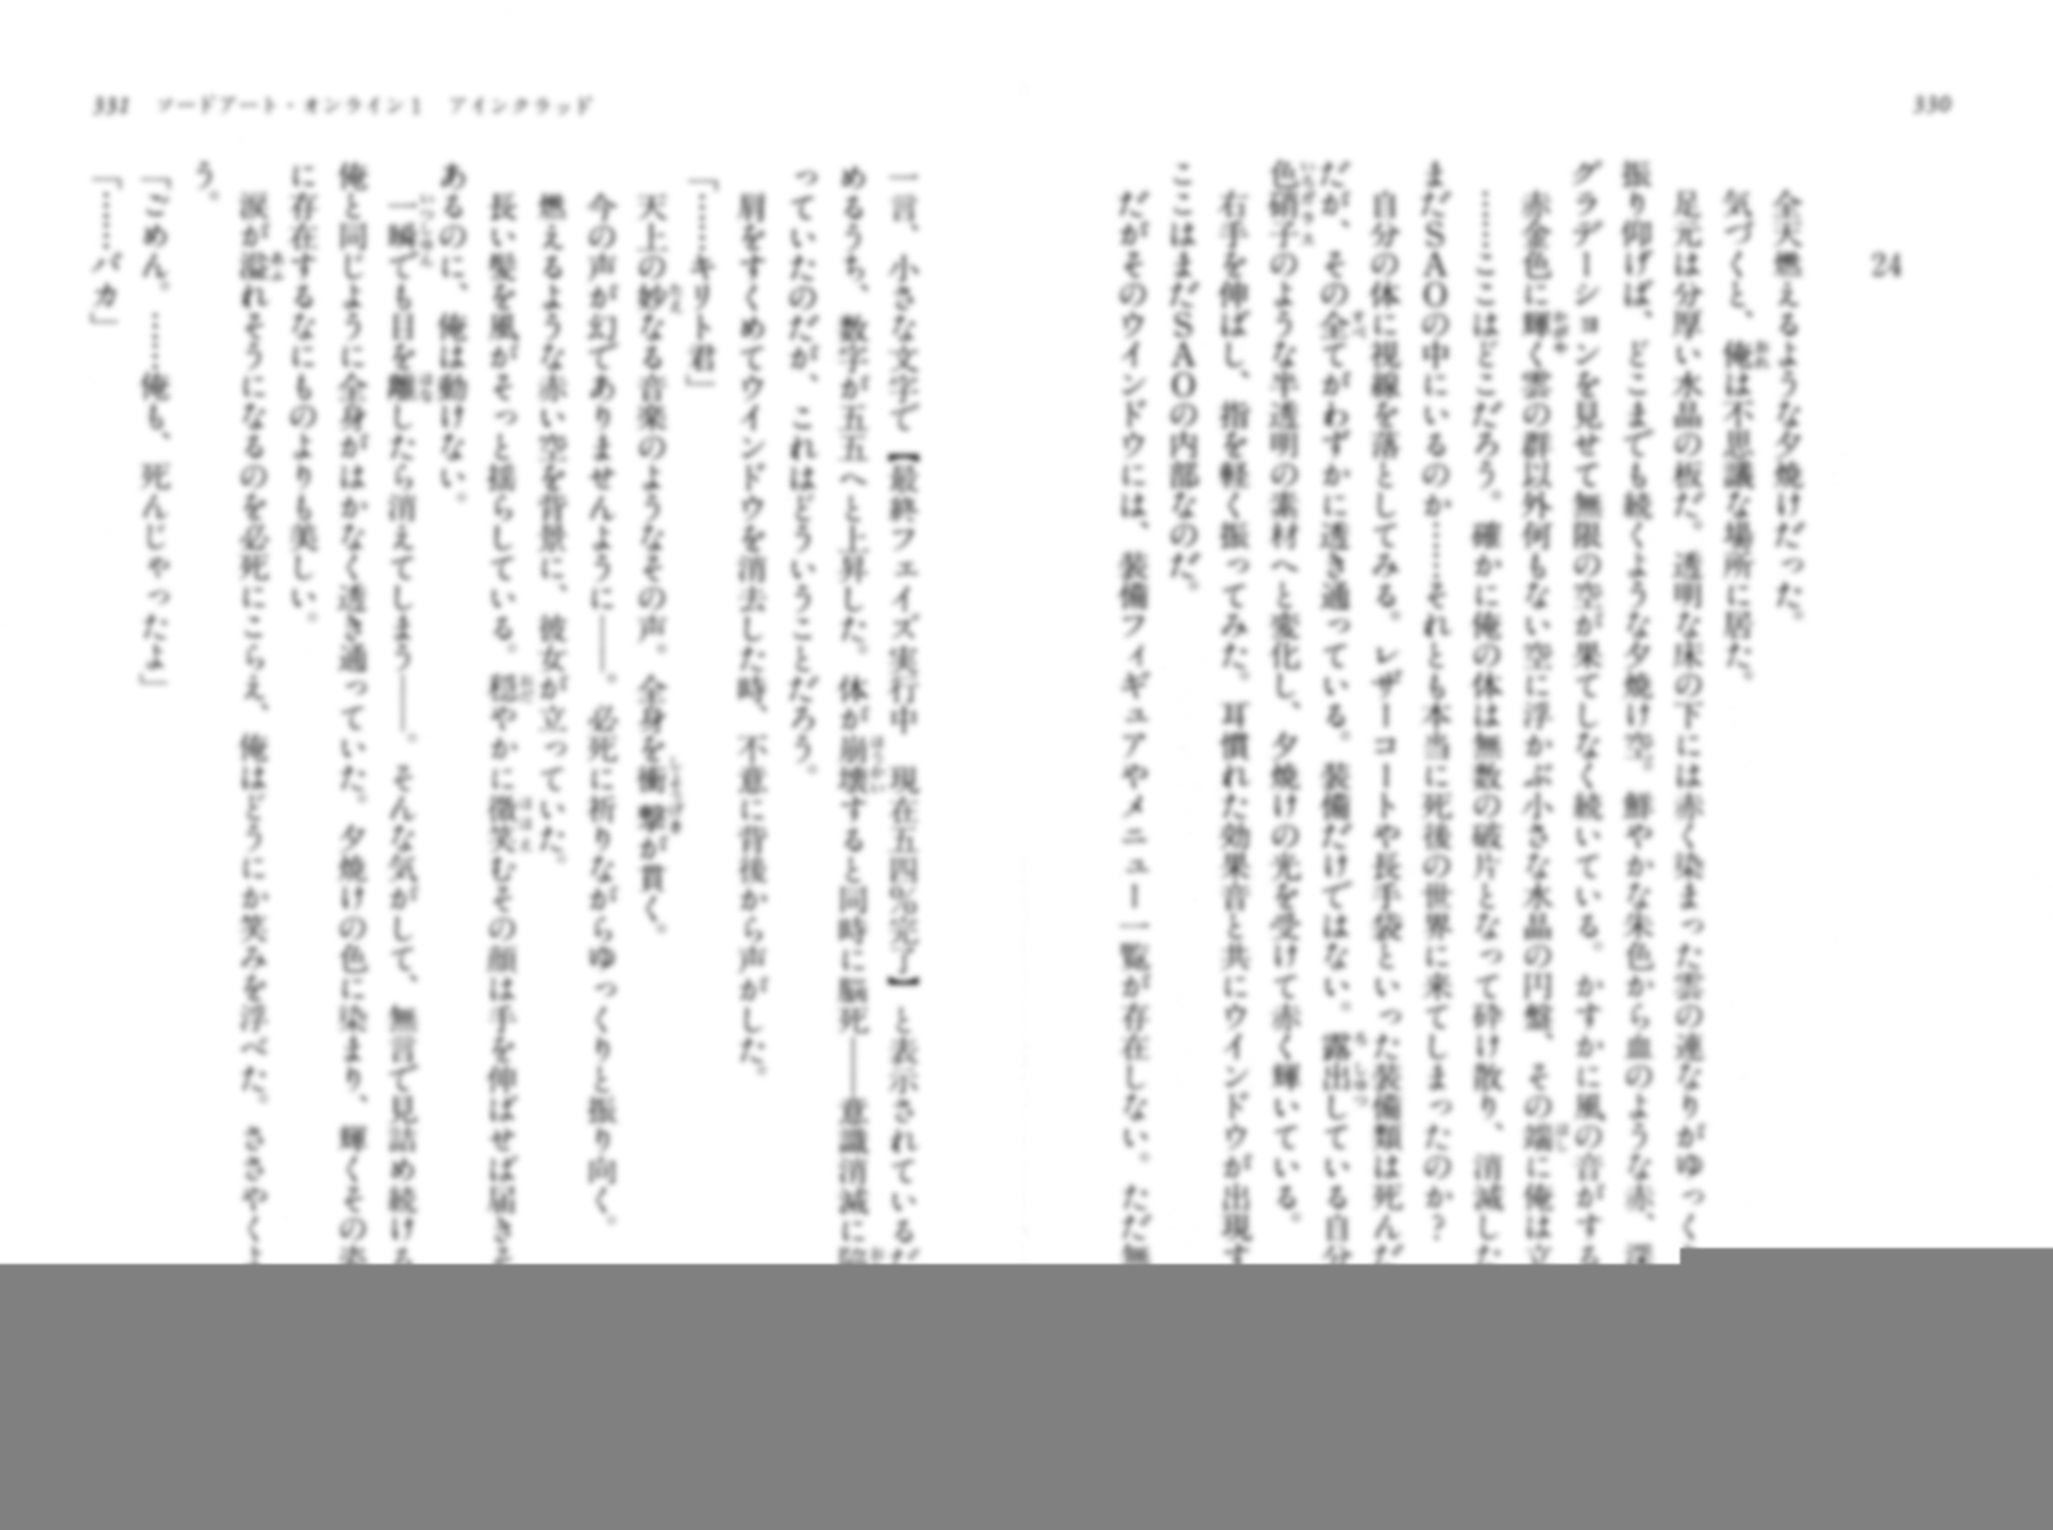 330
24
全天燃えるような夕焼けだった。
気づくと、俺は不思議な場所に居た。
足元は分厚い水晶の板だ。透明な床の下には赤く染まった雲の連なりがゆっく
振り仰げば、どこまでも続くような夕焼け空。鮮やかな朱色から血のような赤、
グラデーションを見せて無限の空が果てしなく続いている。かすかに風の音がする
赤金色に輝く雲の群以外何もない空に浮かぶ小さな水晶の円盤、その端に俺は立
……ここはどこだろう。確かに俺の体は無数の破片となって砕け散り、消滅した
まだSAOの中にいるのか……それとも本当に死後の世界に来てしまったのか？
自分の体に視線を落としてみる。レザーコートや長手袋といった装備類は死んだ
だが、その全てがわずかに透き通っている。装備だけではない。露出している自分
色硝子のような半透明の素材へと変化し、夕焼けの光を受けて赤く輝いている。
右手を伸ばし、指を軽く振ってみた。耳慣れた効果音と共にウインドウが出現す
ここはまだSAOの内部なのだ。
だがそのウインドウには、装備フィギュアやメニュー一覧が存在しない。ただ無
331 ソードアート・オンライン1 アインクラッド
一言、小さな文字で【最終フェイズ実行中　現在五四％完了】と表示されているだ
めるうち、数字が五五へと上昇した。体が崩壊すると同時に脳死――意識消滅に
っていたのだが、これはどういうことだろう。
肩をすくめてウインドウを消去した時、不意に背後から声がした。
「……キリト君」
天上の妙なる音楽のようなその声。全身を衝撃が貫く。
今の声が幻でありませんように――。必死に祈りながらゆっくりと振り向く。
燃えるような赤い空を背景に、彼女が立っていた。
長い髪を風がそっと揺らしている。穏やかに微笑むその顔は手を伸ばせば届きそ
あるのに、俺は動けない。
一瞬でも目を離したら消えてしまう――。そんな気がして、無言で見詰め続ける
俺と同じように全身がはかなく透き通っていた。夕焼けの色に染まり、輝くその
に存在するなにものよりも美しい。
涙が溢れそうになるのを必死にこらえ、俺はどうにか笑みを浮べた。ささやくよ
う。
「ごめん。……俺も、死んじゃったよ」
「……バカ」